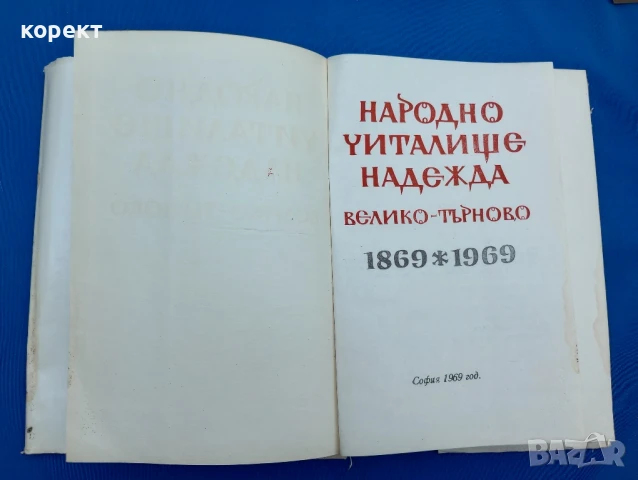 корект
НАРОДНО
ЧИТАЛИЩЕ
НАДЕЖДА
ВЕЛИКО-ТЪРНОВО
1869*1969
София 1969 год.
BAZAR